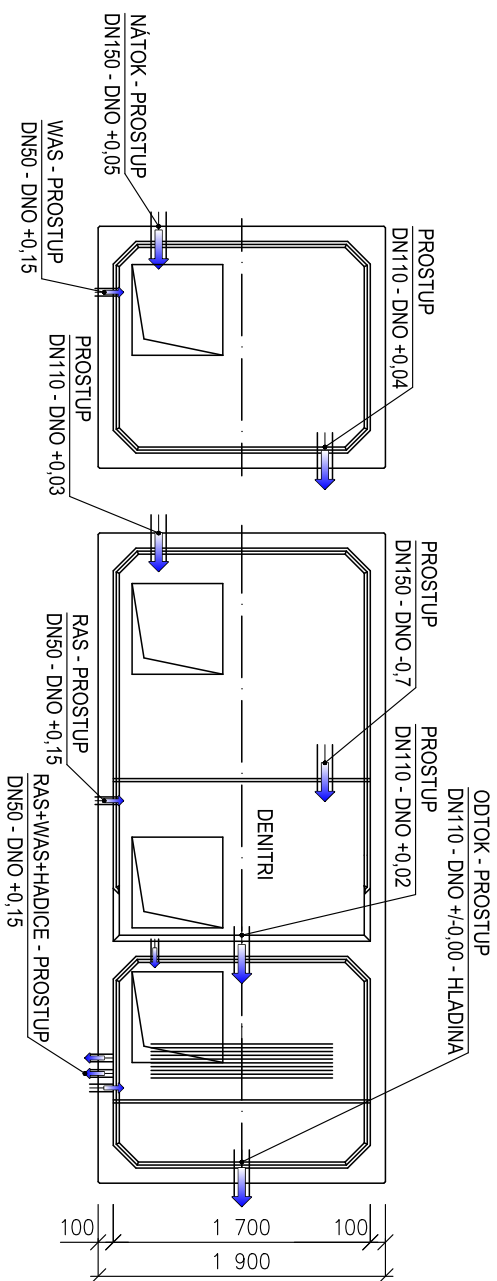 NÁTOK - PROSTUP
DN150 - DNO +0,05
WAS - PROSTUP
DN50 - DNO +0,15
PROSTUP
DN110 - DNO +0,04
PROSTUP
DN110 - DNO +0,03
PROSTUP
DN150 - DNO -0,7
RAS - PROSTUP
DN50 - DNO +0,15
DENITRI
PROSTUP
DN110 - DNO +0,02
RAS+WAS+HADICE - PROSTUP
DN50 - DNO +0,15
ODTOK - PROSTUP
DN110 - DNO +/-0,00 - HLADINA
100
1 700
100
1 900